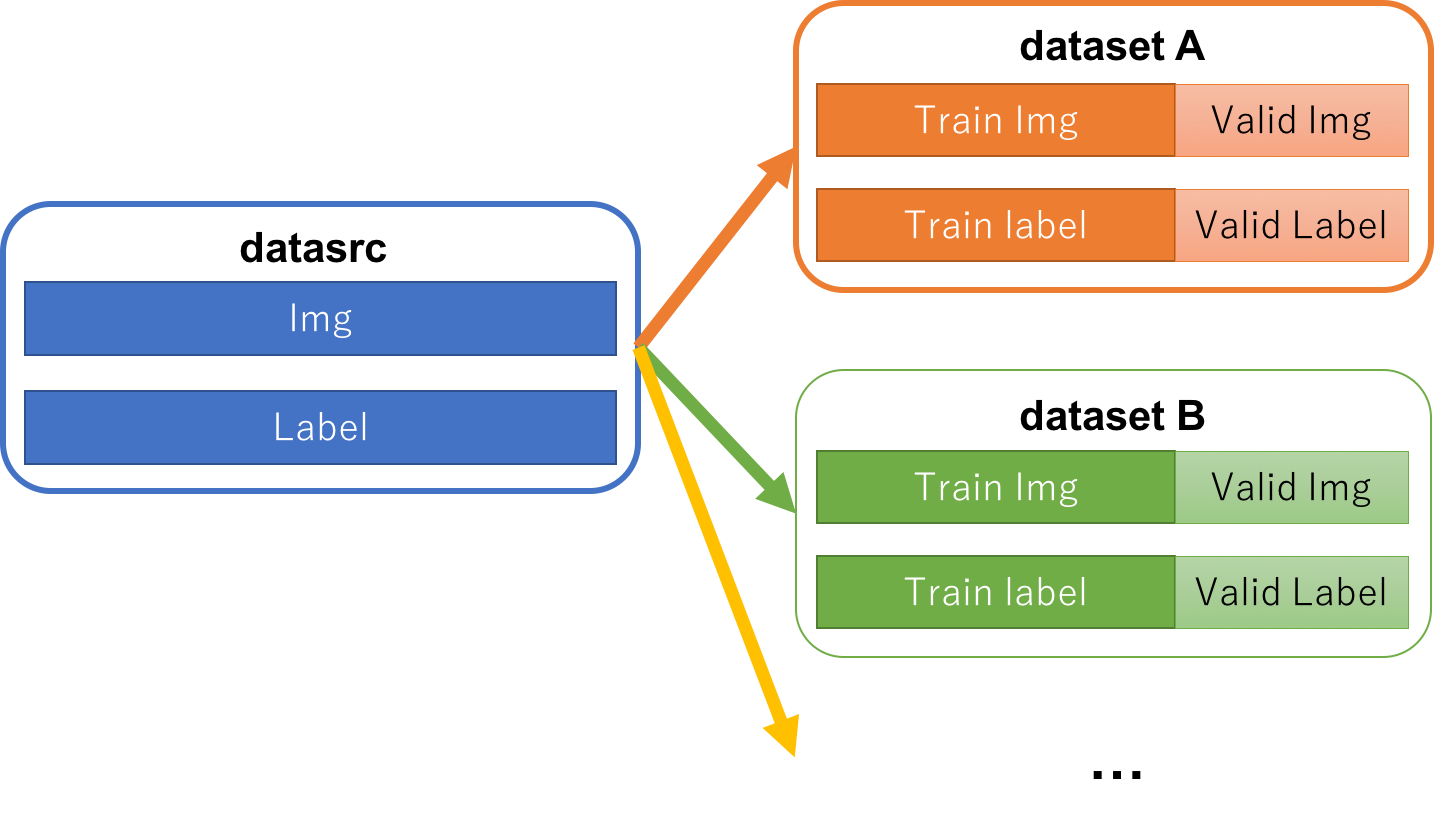 datasrc
Img
Label
dataset A
Train Img Valid Img
Train label Valid Label
dataset B
Train Img Valid Img
Train label Valid Label
...